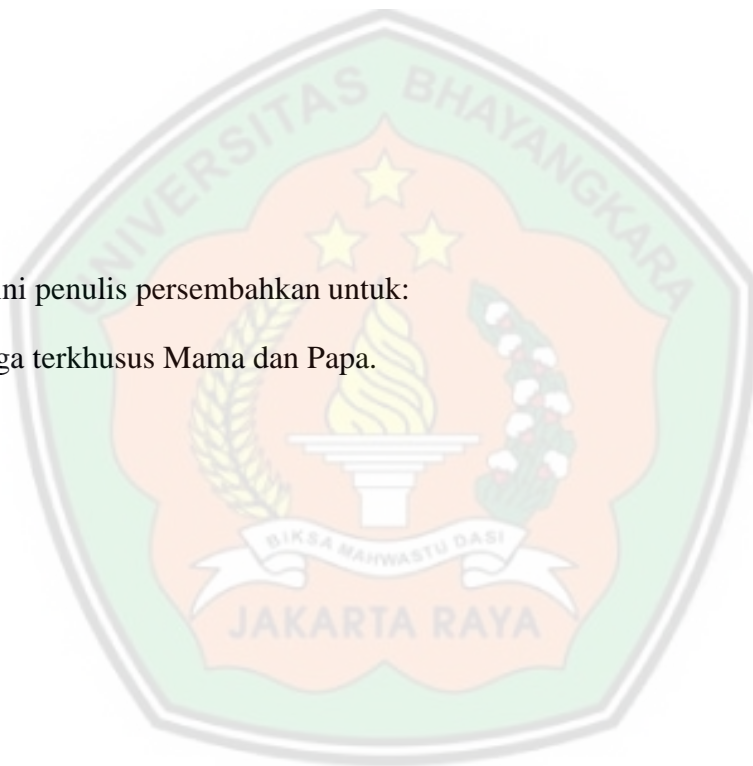 UNIVERSITAS BHAYANGKARA
ni penulis persembahkan untuk:
ga terkhusus Mama dan Papa.
BIKSA MAHWASTU DASI
JAKARTA RAYA